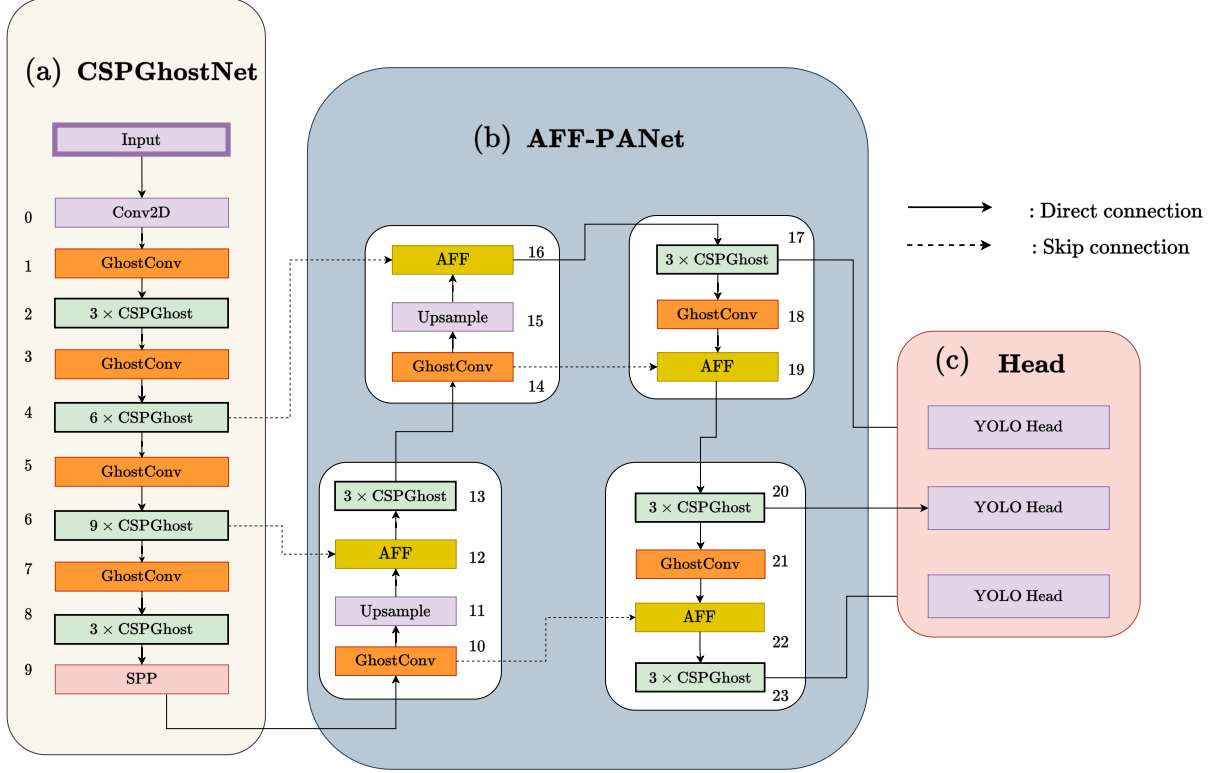 (a) CSPGhostNet
Input
0 Conv2D
1 GhostConv
2 3 × CSPGhost
3 GhostConv
4 6 × CSPGhost
5 GhostConv
6 9 × CSPGhost
7 GhostConv
8 3 × CSPGhost
9 SPP
(b) AFF-PANet
AFF 16
Upsample 15
GhostConv 14
3 × CSPGhost 13
AFF 12
Upsample 11
GhostConv 10
17
3 × CSPGhost
GhostConv 18
AFF 19
20
3 × CSPGhost
GhostConv 21
AFF
22
3 × CSPGhost
23
: Direct connection
: Skip connection
(c) Head
YOLO Head
YOLO Head
YOLO Head